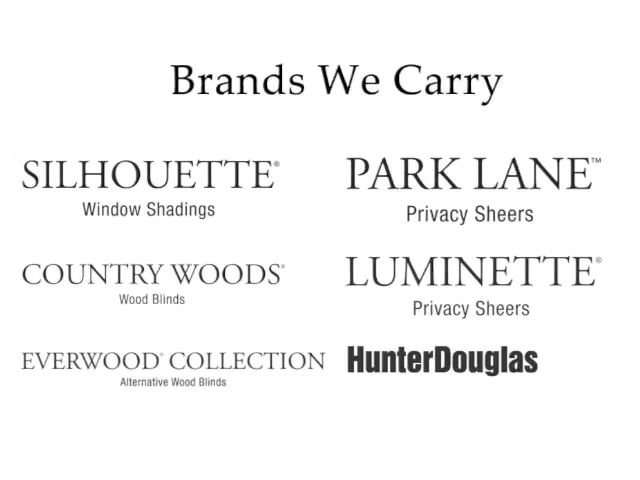 Brands We Carry
SILHOUETTE®
Window Shadings
PARK LANE™
Privacy Sheers
COUNTRY WOODS®
Wood Blinds
LUMINETTE®
Privacy Sheers
EVERWOOD® COLLECTION
Alternative Wood Blinds
HunterDouglas